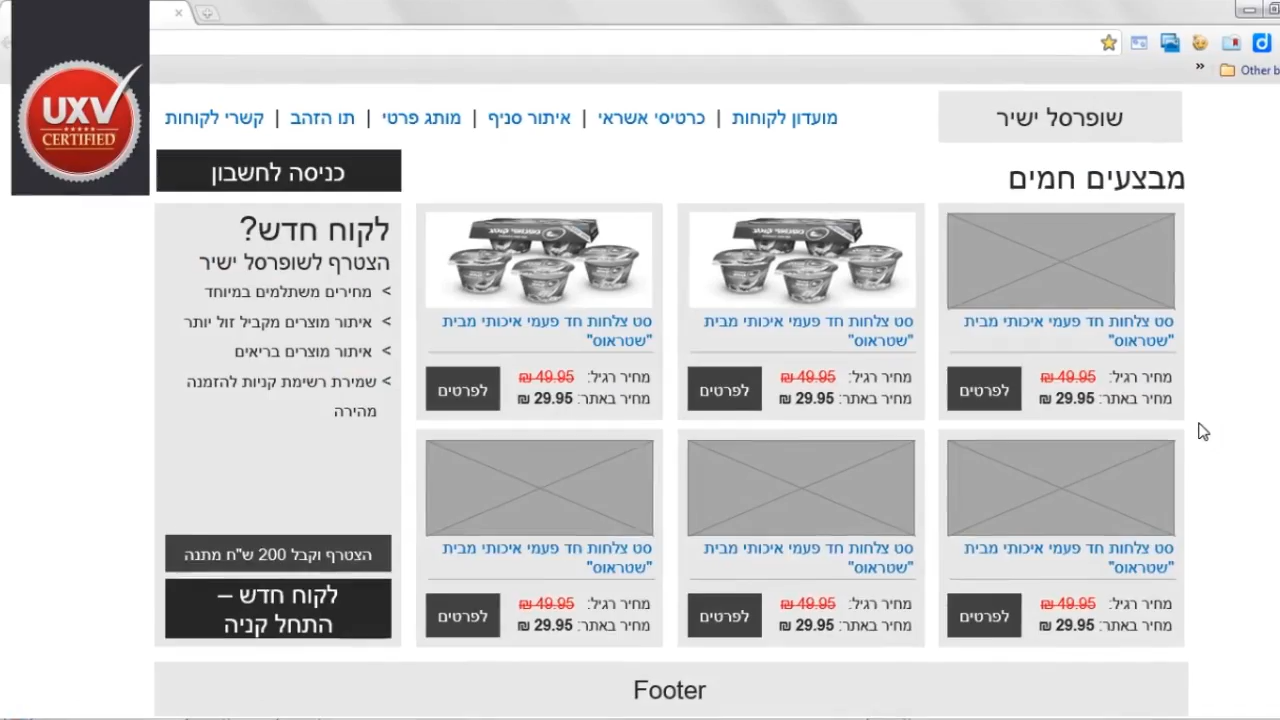 Other b
UXV
CERTIFIED
שופרסל ישיר
מועדון לקוחות | כרטיסי אשראי | איתור סניף | מותג פרטי | תו הזהב | קשרי לקוחות
כניסה לחשבון
מבצעים חמים
סט צלחות חד פעמי איכותי מבית
"שטראוס"
מחיר רגיל: 49.95 ₪
מחיר באתר: 29.95 ₪
לפרטים
סט צלחות חד פעמי איכותי מבית
"שטראוס"
מחיר רגיל: 49.95 ₪
מחיר באתר: 29.95 ₪
לפרטים
סט צלחות חד פעמי איכותי מבית
"שטראוס"
מחיר רגיל: 49.95 ₪
מחיר באתר: 29.95 ₪
לפרטים
לקוח חדש?
הצטרף לשופרסל ישיר
> מחירים משתלמים במיוחד
> איתור מוצרים מקביל זול יותר
> איתור מוצרים בריאים
> שמירת רשימת קניות להזמנה
מהירה
הצטרף וקבל 200 ש"ח מתנה
לקוח חדש –
התחל קניה
סט צלחות חד פעמי איכותי מבית
"שטראוס"
מחיר רגיל: 49.95 ₪
מחיר באתר: 29.95 ₪
לפרטים
סט צלחות חד פעמי איכותי מבית
"שטראוס"
מחיר רגיל: 49.95 ₪
מחיר באתר: 29.95 ₪
לפרטים
סט צלחות חד פעמי איכותי מבית
"שטראוס"
מחיר רגיל: 49.95 ₪
מחיר באתר: 29.95 ₪
לפרטים
Footer